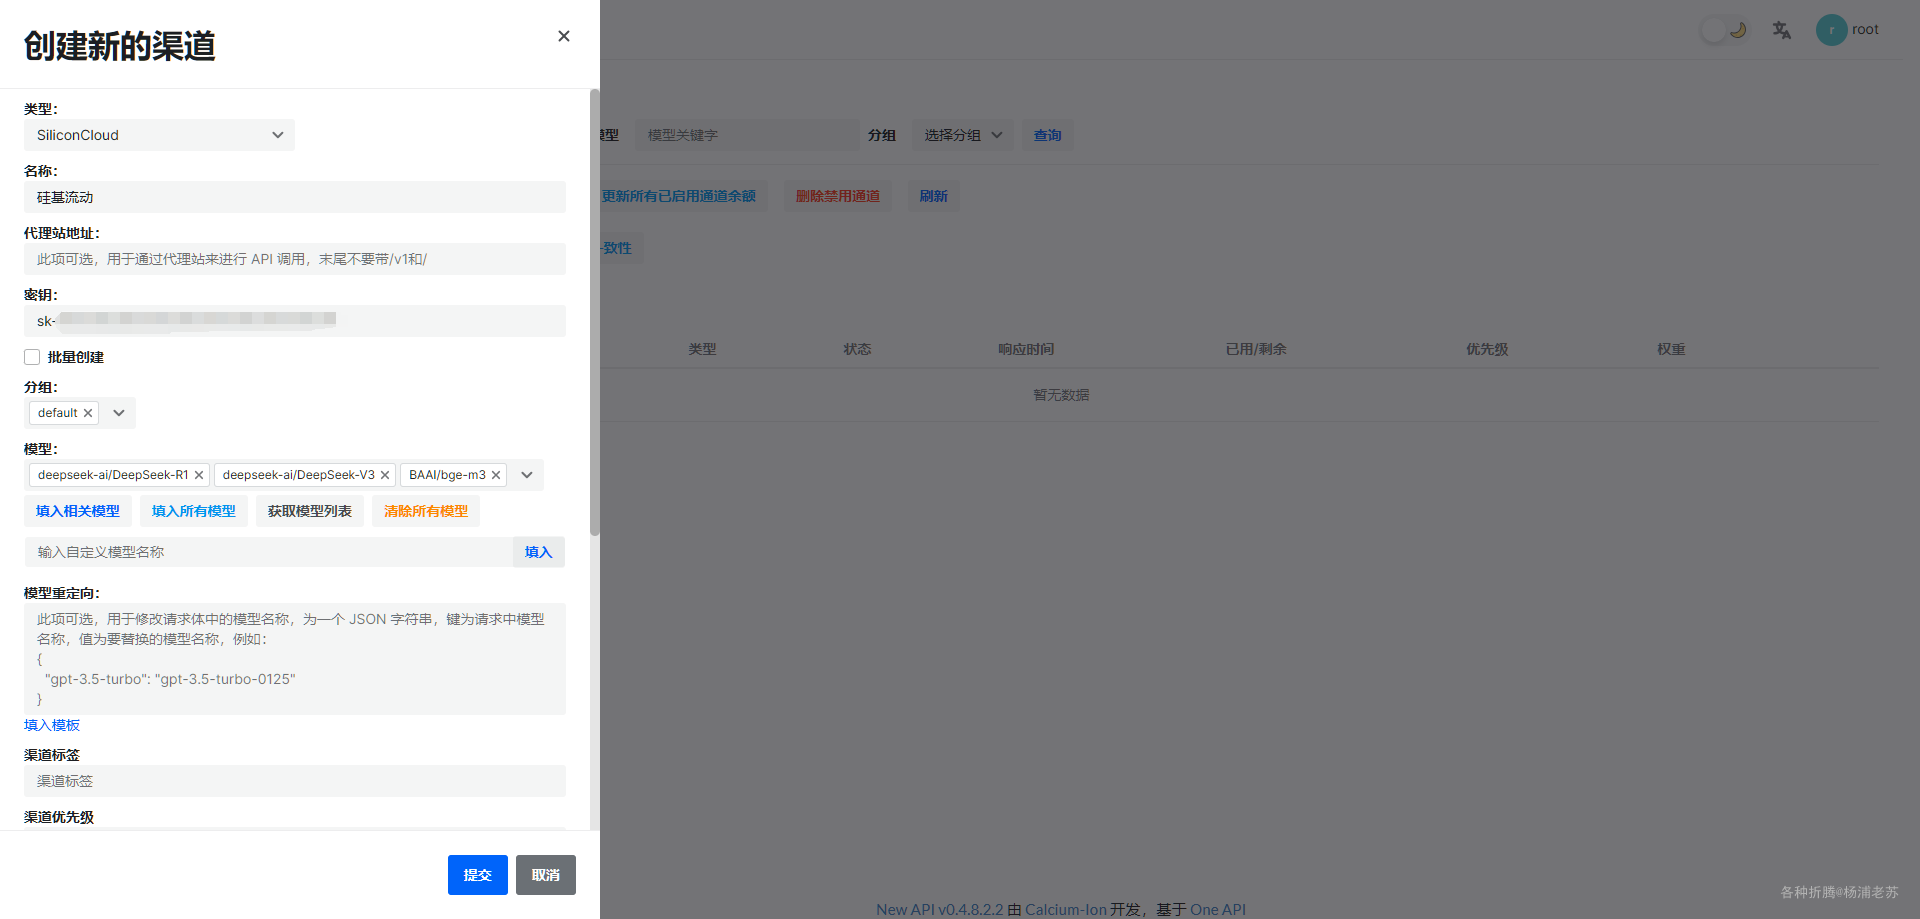 创建新的渠道
类型：
SiliconCloud
名称：
硅基流动
代理站地址：
此项可选，用于通过代理站来进行 API 调用，末尾不要带/v1和/
密钥：
sk-
批量创建
分组：
default
模型：
deepseek-ai/DeepSeek-R1 deepseek-ai/DeepSeek-V3 BAAI/bge-m3
填入相关模型 填入所有模型 获取模型列表 清除所有模型
输入自定义模型名称 填入
模型重定向：
此项可选，用于修改请求体中的模型名称，为一个 JSON 字符串，键为请求中模型
名称，值为要替换的模型名称，例如：
{
"gpt-3.5-turbo": "gpt-3.5-turbo-0125"
}
填入模板
渠道标签
渠道标签
渠道优先级
提交 取消
r root
模型 模型关键字 分组 选择分组 查询
更新所有已启用通道余额 删除禁用通道 刷新
一致性
类型 状态 响应时间 已用/剩余 优先级 权重
暂无数据
各种折腾@杨浦老苏
New API v0.4.8.2.2 由 Calcium-Ion 开发，基于 One API